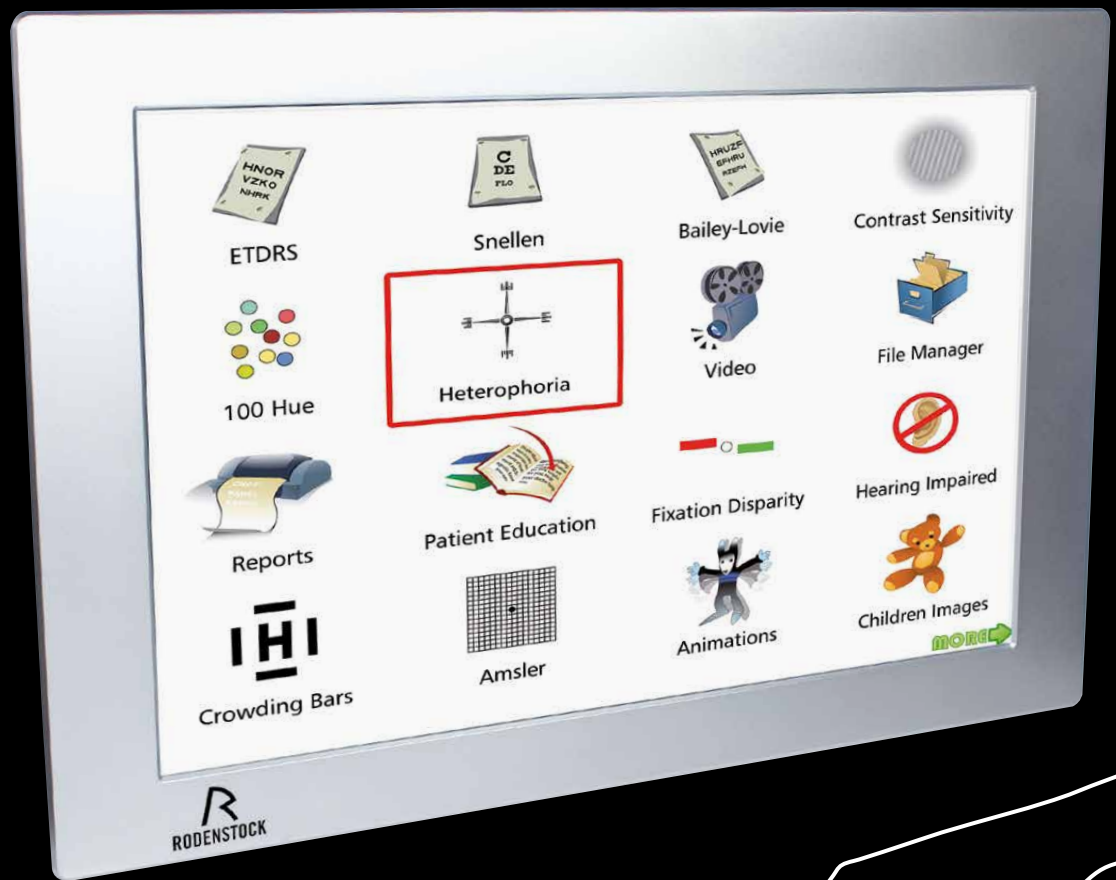 HNOR
VZKO
NHRK
ETDRS
C
DE
FLO
Snellen
HRUZF
Bailey-Lovie
Contrast Sensitivity
100 Hue
Heterophoria
Video
File Manager
Reports
Patient Education
Fixation Disparity
Hearing Impaired
H
Crowding Bars
Amsler
Animations
Children Images
MORE
R
RODENSTOCK